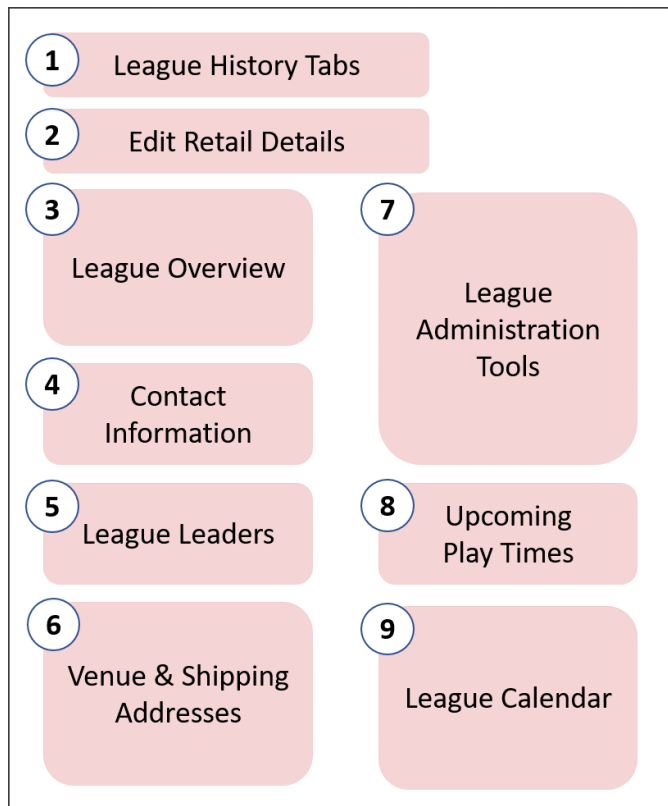 1
League History Tabs
2
Edit Retail Details
3
League Overview
4
Contact
Information
5
League Leaders
6
Venue & Shipping
Addresses
7
League
Administration
Tools
8
Upcoming
Play Times
9
League Calendar